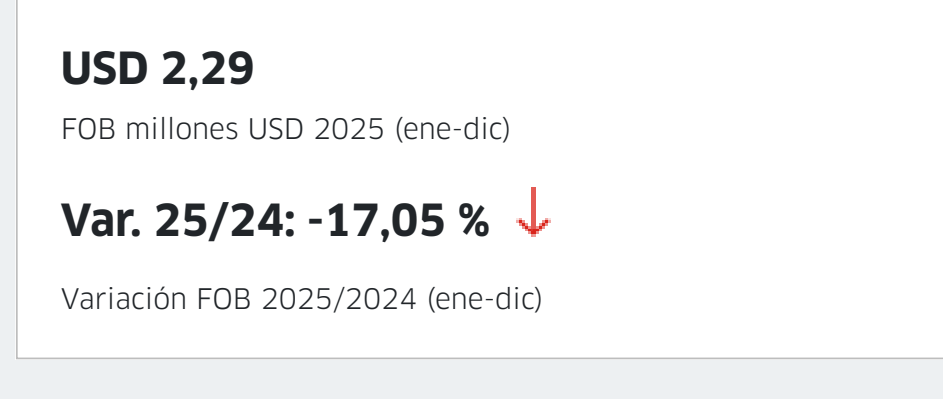 USD 2,29
FOB millones USD 2025 (ene-dic)
Var. 25/24: -17,05 %
Variación FOB 2025/2024 (ene-dic)